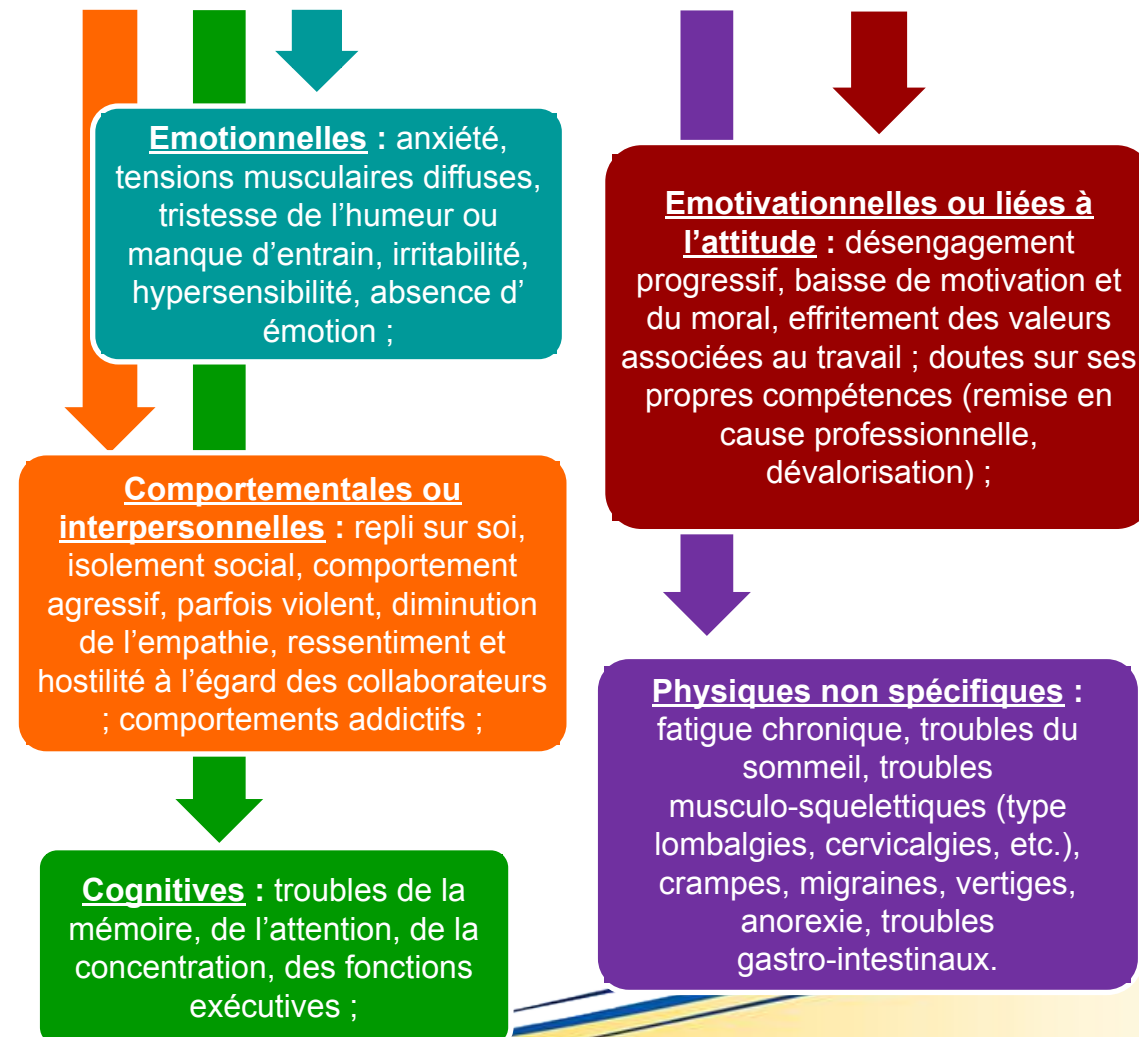 Emotionnelles : anxiété,
tensions musculaires diffuses,
tristesse de l’humeur ou
manque d’entrain, irritabilité,
hypersensibilité, absence d’
émotion ;
Comportementales ou
interpersonnelles : repli sur soi,
isolement social, comportement
agressif, parfois violent, diminution
de l’empathie, ressentiment et
hostilité à l’égard des collaborateurs
; comportements addictifs ;
Cognitives : troubles de la
mémoire, de l’attention, de la
concentration, des fonctions
exécutives ;
Emotivationnelles ou liées à
l’attitude : désengagement
progressif, baisse de motivation et
du moral, effritement des valeurs
associées au travail ; doutes sur ses
propres compétences (remise en
cause professionnelle,
dévalorisation) ;
Physiques non spécifiques :
fatigue chronique, troubles du
sommeil, troubles
musculo-squelettiques (type
lombalgies, cervicalgies, etc.),
crampes, migraines, vertiges,
anorexie, troubles
gastro-intestinaux.